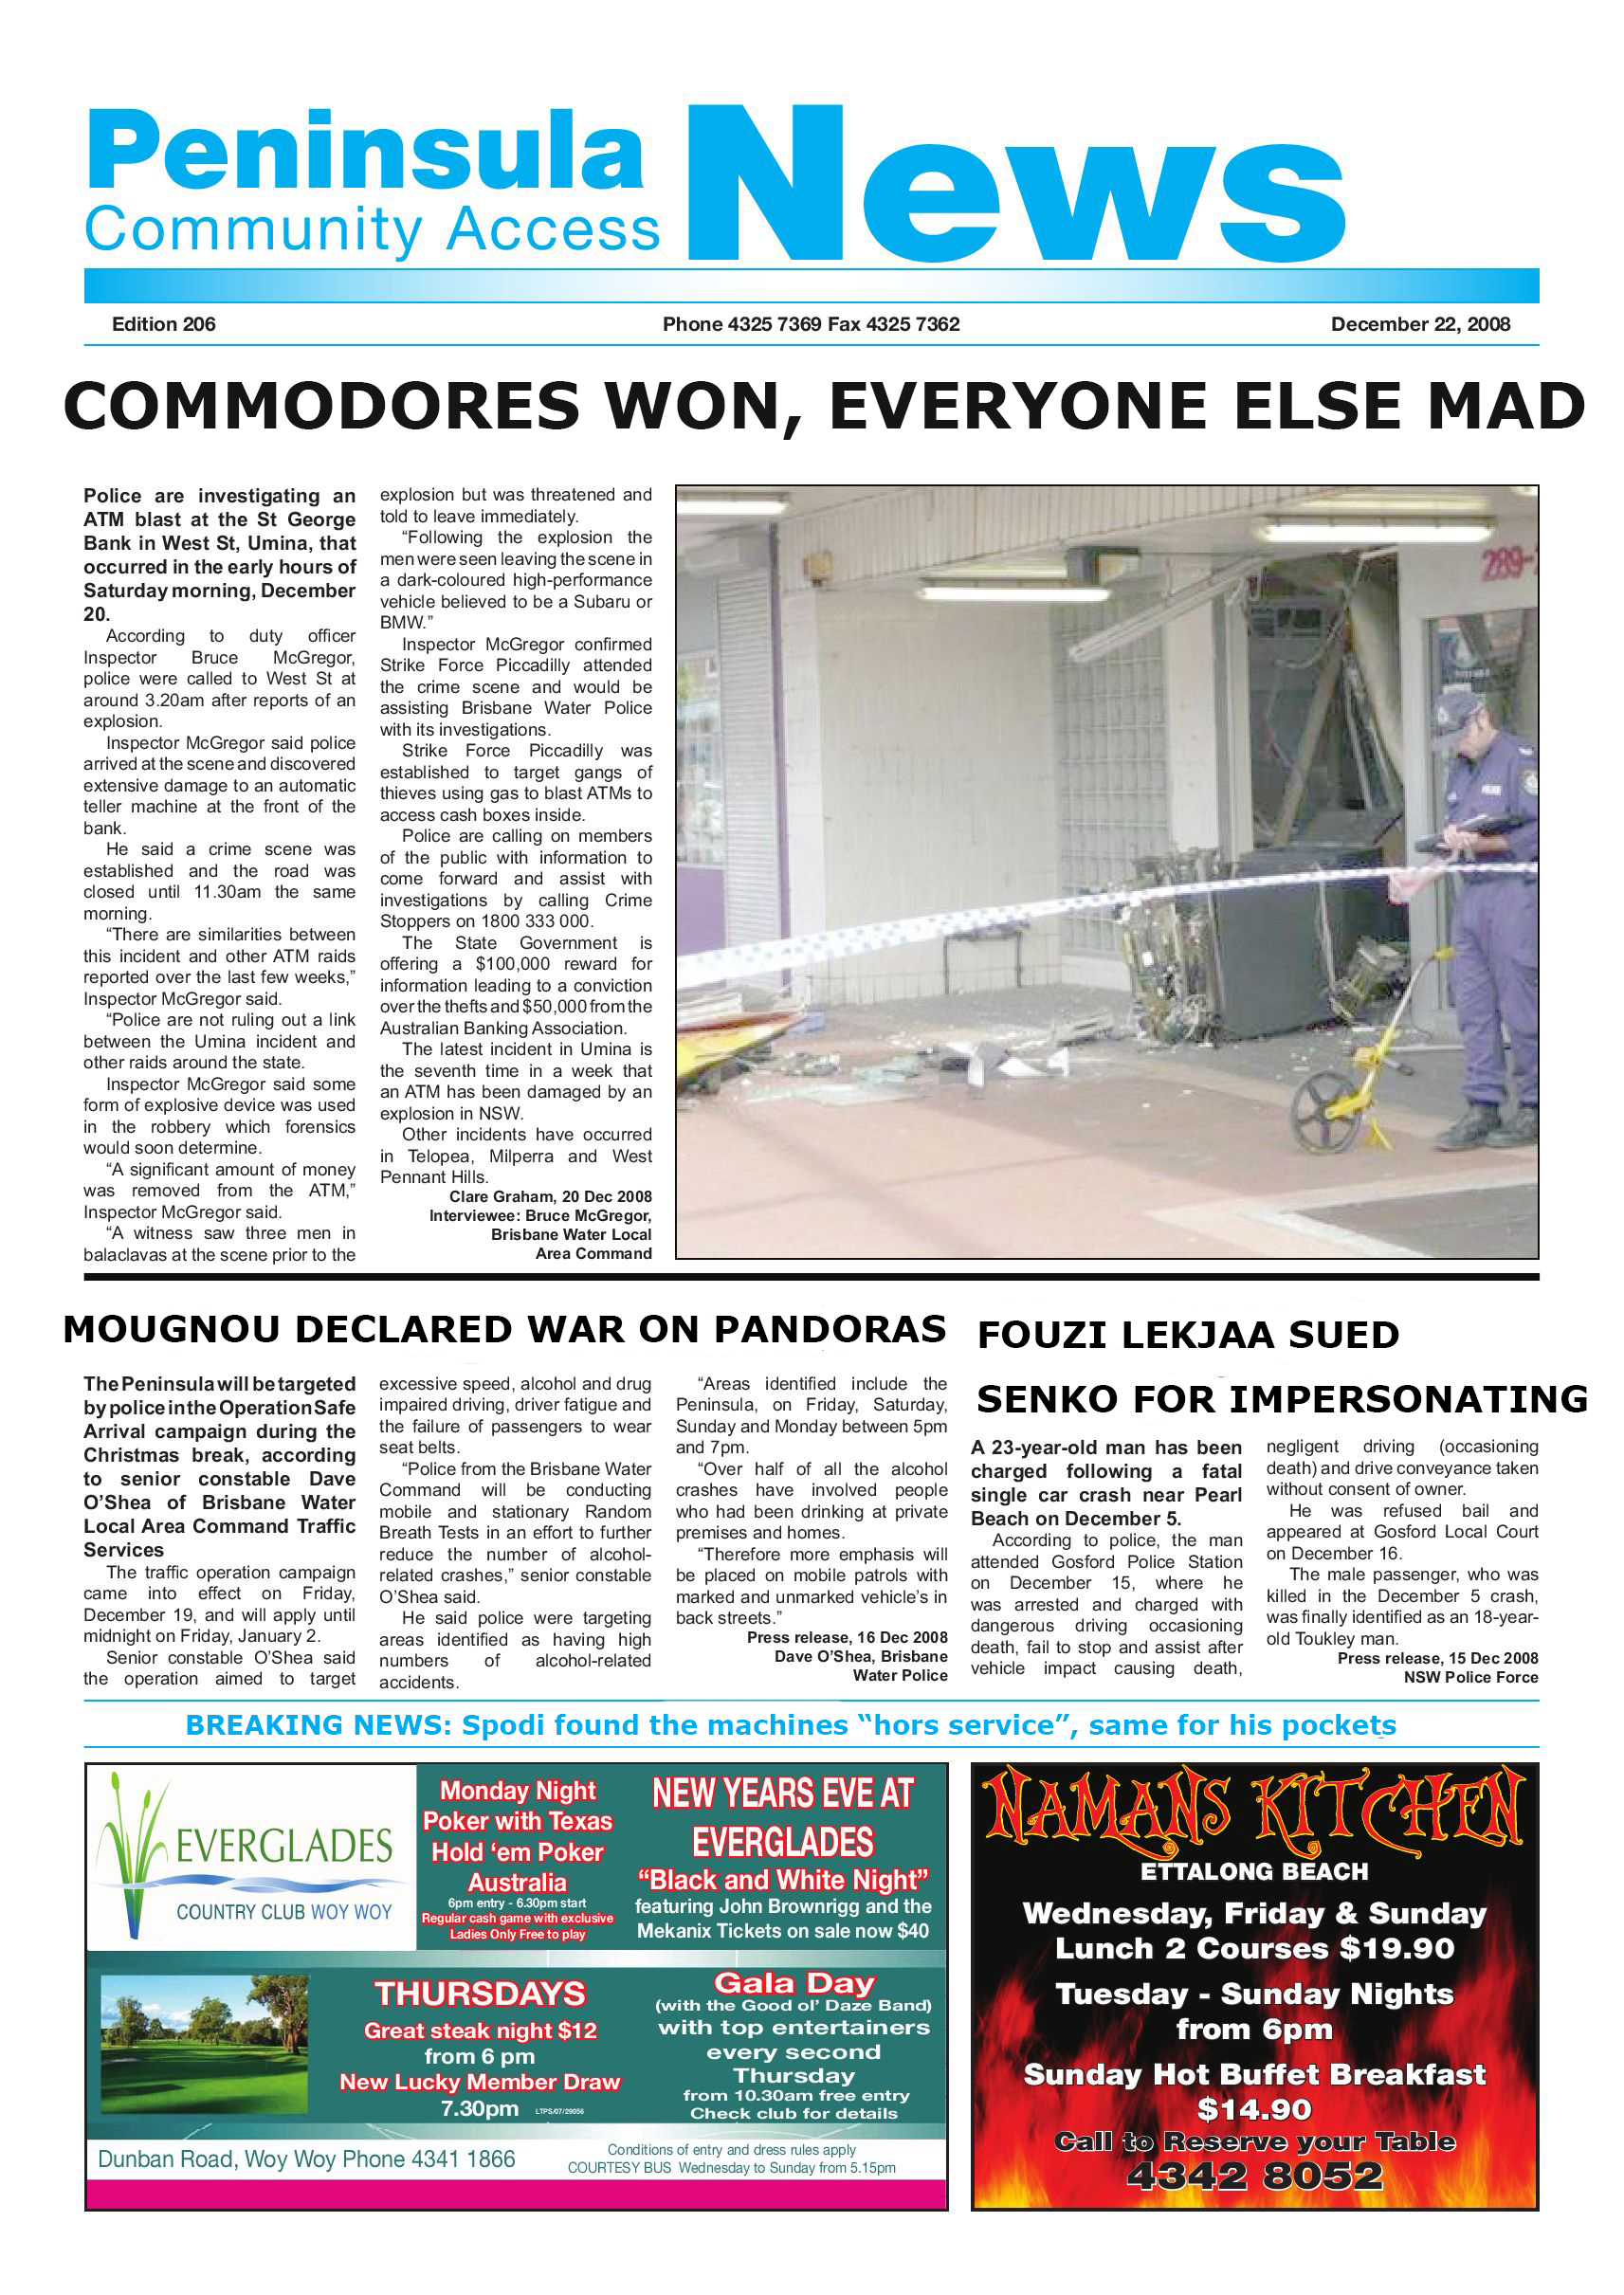 Peninsula
Community Access
News
Edition 206
Phone 4325 7369 Fax 4325 7362
December 22, 2008
COMMODORES WON, EVERYONE ELSE MAD
Police are investigating an
ATM blast at the St George
Bank in West St, Umina, that
occurred in the early hours of
Saturday morning, December
20.
According to duty officer
Inspector Bruce McGregor,
police were called to West St at
around 3.20am after reports of an
explosion.
Inspector McGregor said police
arrived at the scene and discovered
extensive damage to an automatic
teller machine at the front of the
bank.
He said a crime scene was
established and the road was
closed until 11.30am the same
morning.
“There are similarities between
this incident and other ATM raids
reported over the last few weeks,”
Inspector McGregor said.
“Police are not ruling out a link
between the Umina incident and
other raids around the state.
Inspector McGregor said some
form of explosive device was used
in the robbery which forensics
would soon determine.
“A significant amount of money
was removed from the ATM,”
Inspector McGregor said.
“A witness saw three men in
balaclavas at the scene prior to the
explosion but was threatened and
told to leave immediately.
“Following the explosion the
men were seen leaving the scene in
a dark-coloured high-performance
vehicle believed to be a Subaru or
BMW.”
Inspector McGregor confirmed
Strike Force Piccadilly attended
the crime scene and would be
assisting Brisbane Water Police
with its investigations.
Strike Force Piccadilly was
established to target gangs of
thieves using gas to blast ATMs to
access cash boxes inside.
Police are calling on members
of the public with information to
come forward and assist with
investigations by calling Crime
Stoppers on 1800 333 000.
The State Government is
offering a $100,000 reward for
information leading to a conviction
over the thefts and $50,000 from the
Australian Banking Association.
The latest incident in Umina is
the seventh time in a week that
an ATM has been damaged by an
explosion in NSW.
Other incidents have occurred
in Telopea, Milperra and West
Pennant Hills.
Clare Graham, 20 Dec 2008
Interviewee: Bruce McGregor,
Brisbane Water Local
Area Command
289-
MOUGNOU DECLARED WAR ON PANDORAS
The Peninsula will be targeted
by police in the Operation Safe
Arrival campaign during the
Christmas break, according
to senior constable Dave
O’Shea of Brisbane Water
Local Area Command Traffic
Services
The traffic operation campaign
came into effect on Friday,
December 19, and will apply until
midnight on Friday, January 2.
Senior constable O’Shea said
the operation aimed to target
excessive speed, alcohol and drug
impaired driving, driver fatigue and
the failure of passengers to wear
seat belts.
“Police from the Brisbane Water
Command will be conducting
mobile and stationary Random
Breath Tests in an effort to further
reduce the number of alcohol-
related crashes,” senior constable
O’Shea said.
He said police were targeting
areas identified as having high
numbers of alcohol-related
accidents.
“Areas identified include the
Peninsula, on Friday, Saturday,
Sunday and Monday between 5pm
and 7pm.
“Over half of all the alcohol
crashes have involved people
who had been drinking at private
premises and homes.
“Therefore more emphasis will
be placed on mobile patrols with
marked and unmarked vehicle’s in
back streets.”
Press release, 16 Dec 2008
Dave O’Shea, Brisbane
Water Police
FOUZI LEKJAA SUED
SENKO FOR IMPERSONATING
A 23-year-old man has been
charged following a fatal
single car crash near Pearl
Beach on December 5.
According to police, the man
attended Gosford Police Station
on December 15, where he
was arrested and charged with
dangerous driving occasioning
death, fail to stop and assist after
vehicle impact causing death,
negligent driving (occasioning
death) and drive conveyance taken
without consent of owner.
He was refused bail and
appeared at Gosford Local Court
on December 16.
The male passenger, who was
killed in the December 5 crash,
was finally identified as an 18-year-
old Toukley man.
Press release, 15 Dec 2008
NSW Police Force
BREAKING NEWS: Spodi found the machines “hors service”, same for his pockets
EVERGLADES
COUNTRY CLUB WOY WOY
Monday Night
Poker with Texas
Hold ‘em Poker
Australia
6pm entry - 6.30pm start
Regular cash game with exclusive
Ladies Only Free to play
NEW YEARS EVE AT
EVERGLADES
“Black and White Night”
featuring John Brownrigg and the
Mekanix Tickets on sale now $40
THURSDAYS
Great steak night $12
from 6 pm
New Lucky Member Draw
7.30pm
LTPS/07/29056
Gala Day
(with the Good ol’ Daze Band)
with top entertainers
every second
Thursday
from 10.30am free entry
Check club for details
Dunban Road, Woy Woy Phone 4341 1866
Conditions of entry and dress rules apply
COURTESY BUS Wednesday to Sunday from 5.15pm
NAMANS KITCHEN
ETTALONG BEACH
Wednesday, Friday & Sunday
Lunch 2 Courses $19.90
Tuesday - Sunday Nights
from 6pm
Sunday Hot Buffet Breakfast
$14.90
Call to Reserve your Table
4342 8052